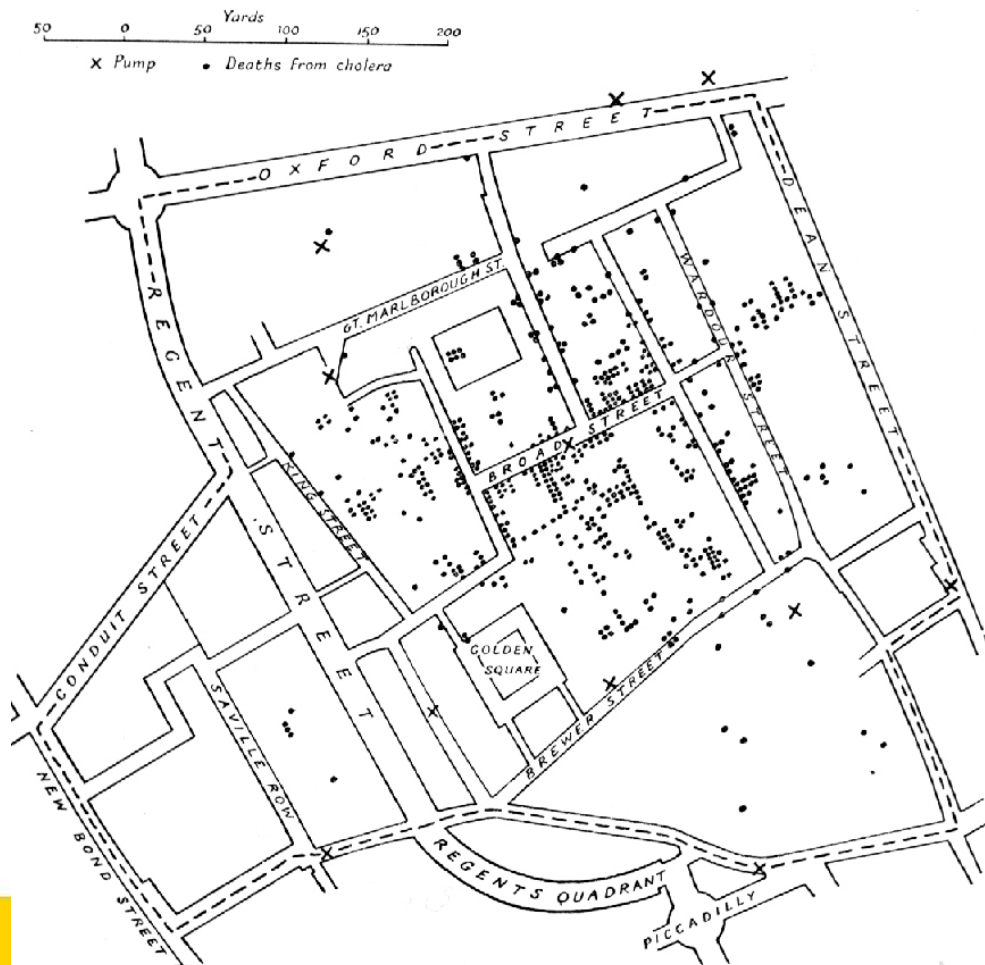 Yards
50 0 50 100 150 200
× Pump • Deaths from cholera
OXFORD STREET
DEAN STREET
REGENT STREET
WARDOUR STREET
GT. MARLBOROUGH ST.
BROAD STREET
KING STREET
CONDUIT STREET
GOLDEN
SQUARE
SAVILLE ROW
BREWER STREET
NEW BOND STREET
REGENTS QUADRANT
PICCADILLY